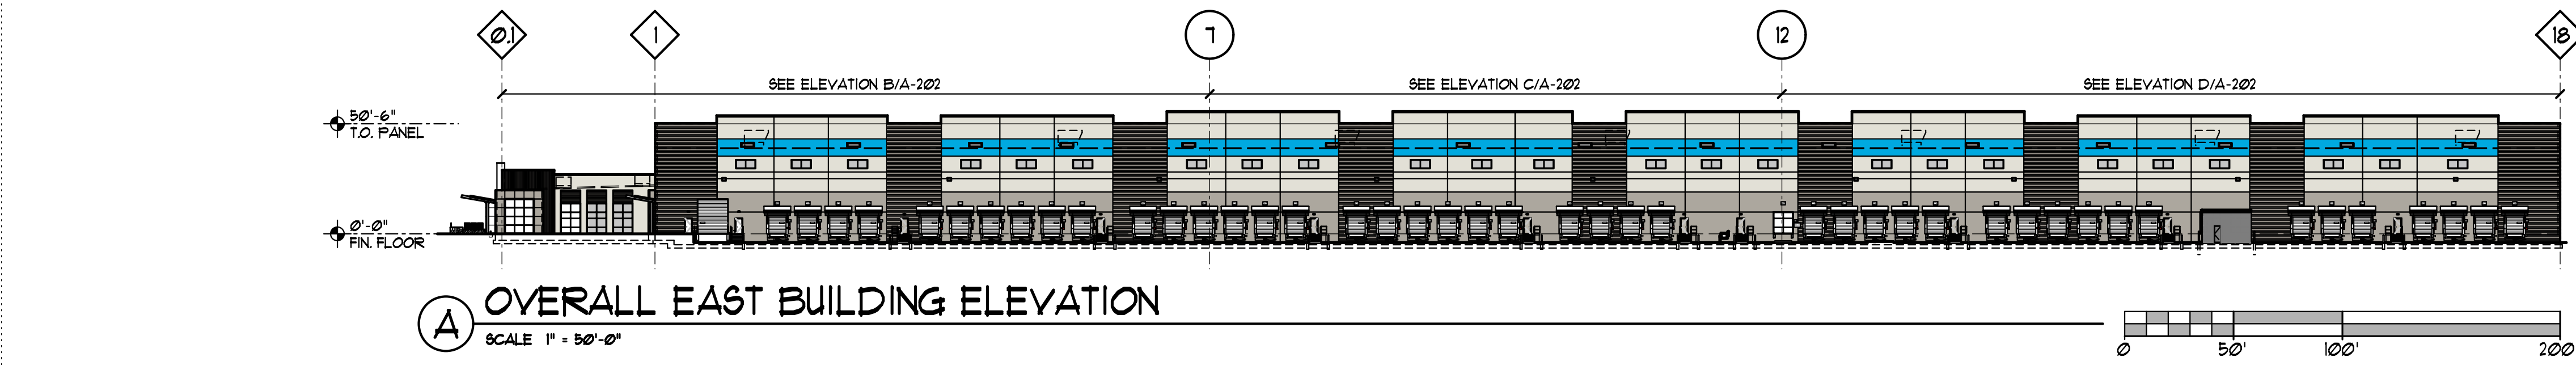 0.1
1
7
12
18
SEE ELEVATION B/A-202
SEE ELEVATION C/A-202
SEE ELEVATION D/A-202
50'-6"
T.O. PANEL
0'-0"
FIN. FLOOR
A
OVERALL EAST BUILDING ELEVATION
SCALE 1" = 50'-0"
0
50'
100'
200